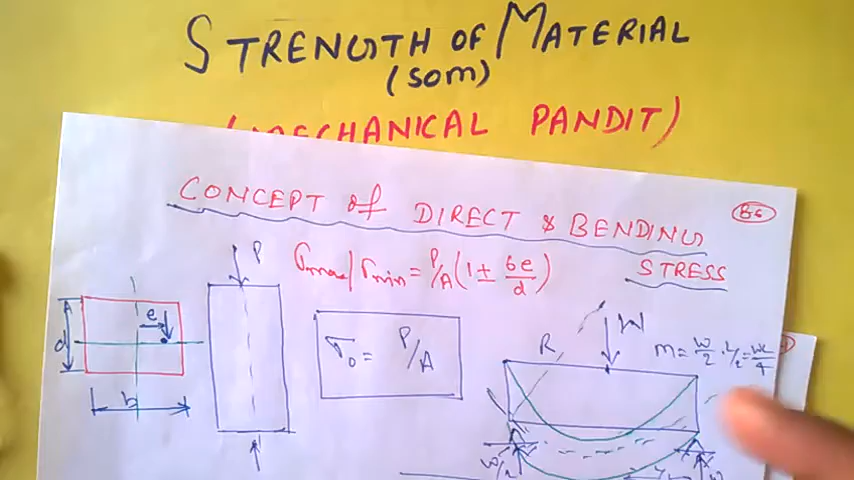 STRENGTH OF MATERIAL
(SOM)
(MECHANICAL PANDIT)
CONCEPT of DIRECT & BENDING
STRESS
86
σmax/σmin = P/A (1 ± 6e/d)
P
e
d
b
σ0 = P/A
R
W
m = W/2 · L/2 = WL/4
W/2